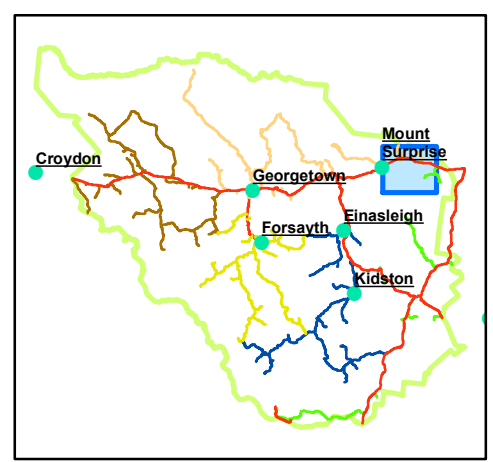 Mount
Surprise
Croydon
Georgetown
Einasleigh
Forsayth
Kidston